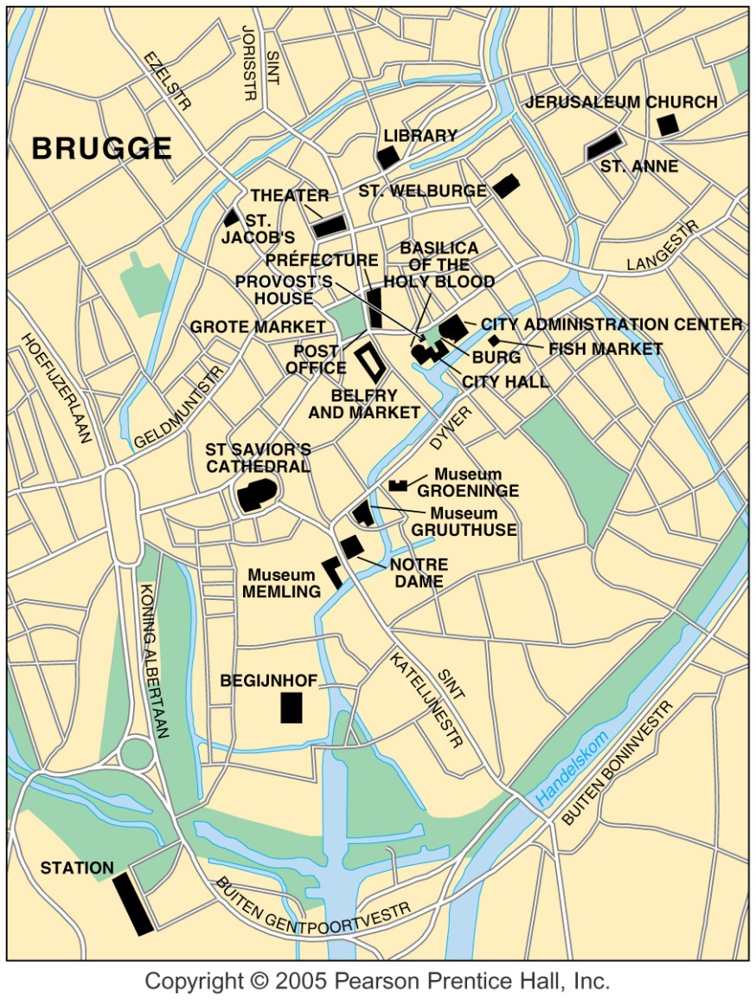 EZELSTR
SINT
JORISSTR
JERUSALEUM CHURCH
BRUGGE
LIBRARY
ST. ANNE
ST. WELBURGE
THEATER
ST.
JACOB'S
LANGESTR
BASILICA
OF THE
HOLY BLOOD
PRÉFECTURE
PROVOST'S
HOUSE
GROTE MARKET
CITY ADMINISTRATION CENTER
FISH MARKET
BURG
POST
OFFICE
CITY HALL
HOEFIJZERLAAN
GELDMUNTSTR
BELFRY
AND MARKET
DYVER
ST SAVIOR'S
CATHEDRAL
Museum
GROENINGE
Museum
GRUUTHUSE
NOTRE
DAME
Museum
MEMLING
KONING ALBERTAAN
SINT
KATELIJNESTR
BEGIJNHOF
Handelskom
BUITEN BONINVESTR
STATION
BUITEN GENTPOORTVESTR
Copyright © 2005 Pearson Prentice Hall, Inc.